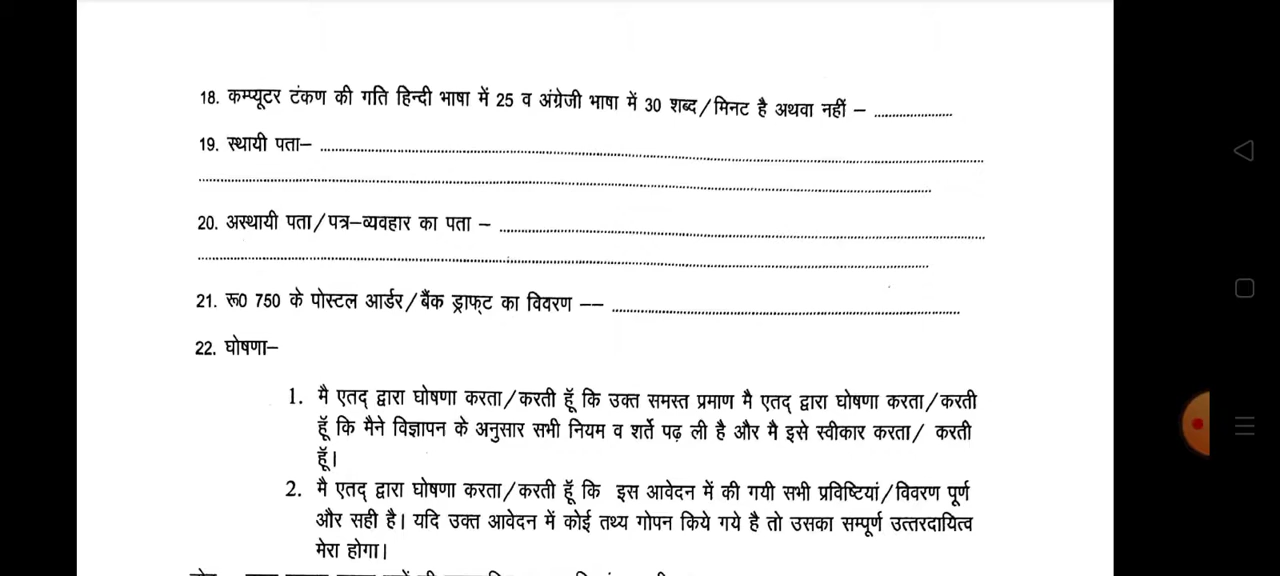 18. कम्प्यूटर टंकण की गति हिन्दी भाषा में 25 व अंग्रेजी भाषा में 30 शब्द/मिनट है अथवा नहीं – ......................
19. स्थायी पता– ..............................................................................
..............................................................................
20. अस्थायी पता/पत्र–व्यवहार का पता – ..............................................................................
..............................................................................
21. रू0 750 के पोस्टल आर्डर/बैंक ड्राफ्ट का विवरण –– ..............................................................................
22. घोषणा–
1. मै एतद् द्वारा घोषणा करता/करती हूॅ कि उक्त समस्त प्रमाण मै एतद् द्वारा घोषणा करता/करती
हूॅ कि मैने विज्ञापन के अनुसार सभी नियम व शर्ते पढ़ ली है और मै इसे स्वीकार करता/ करती
हूॅ।
2. मै एतद् द्वारा घोषणा करता/करती हूॅ कि इस आवेदन में की गयी सभी प्रविष्टियां/विवरण पूर्ण
और सही है। यदि उक्त आवेदन में कोई तथ्य गोपन किये गये है तो उसका सम्पूर्ण उत्तरदायित्व
मेरा होगा।